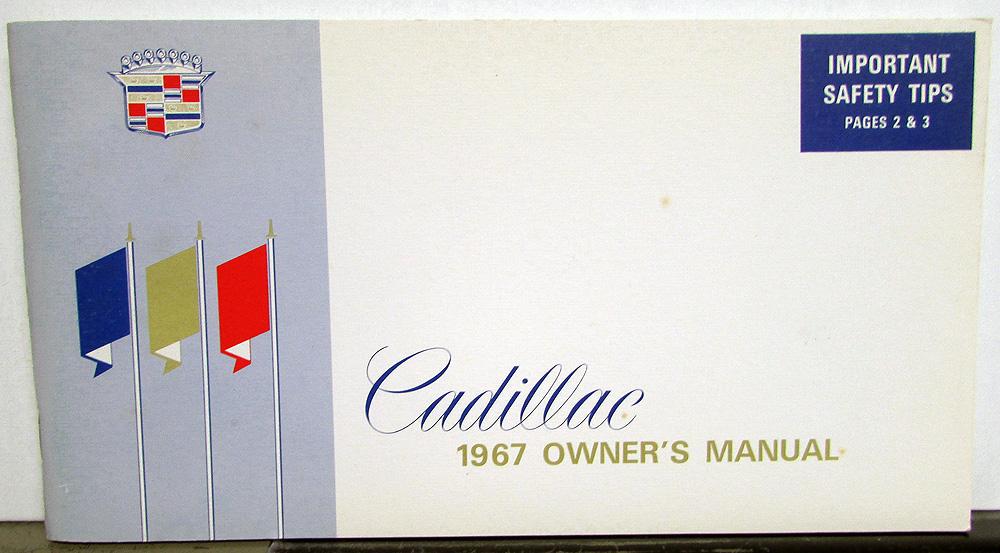 IMPORTANT
SAFETY TIPS
PAGES 2 & 3
Cadillac
1967 OWNER'S MANUAL